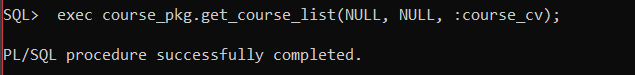 SQL>  exec course_pkg.get_course_list(NULL, NULL, :course_cv);
PL/SQL procedure successfully completed.